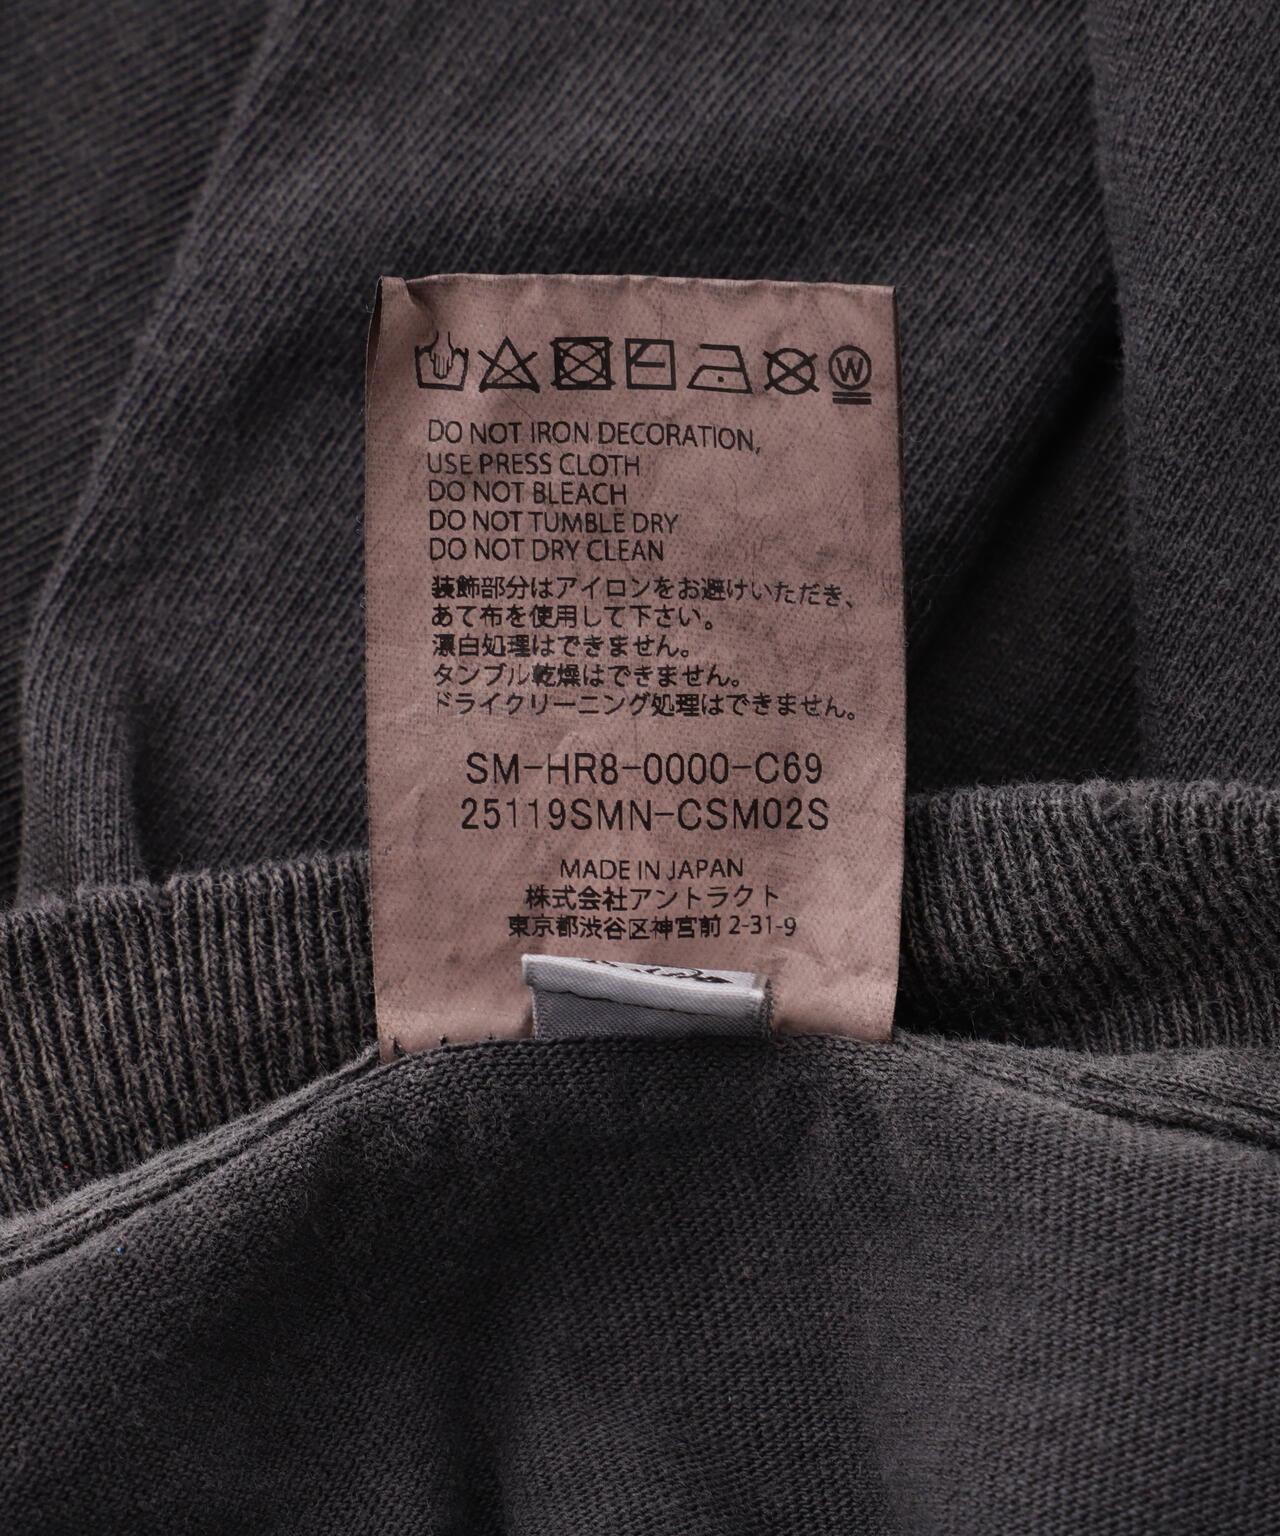 W
DO NOT IRON DECORATION,
USE PRESS CLOTH
DO NOT BLEACH
DO NOT TUMBLE DRY
DO NOT DRY CLEAN
装飾部分はアイロンをお避けいただき、
あて布を使用して下さい。
漂白処理はできません。
タンブル乾燥はできません。
ドライクリーニング処理はできません。
SM-HR8-0000-C69
25119SMN-CSM02S
MADE IN JAPAN
株式会社アントラクト
東京都渋谷区神宮前 2-31-9